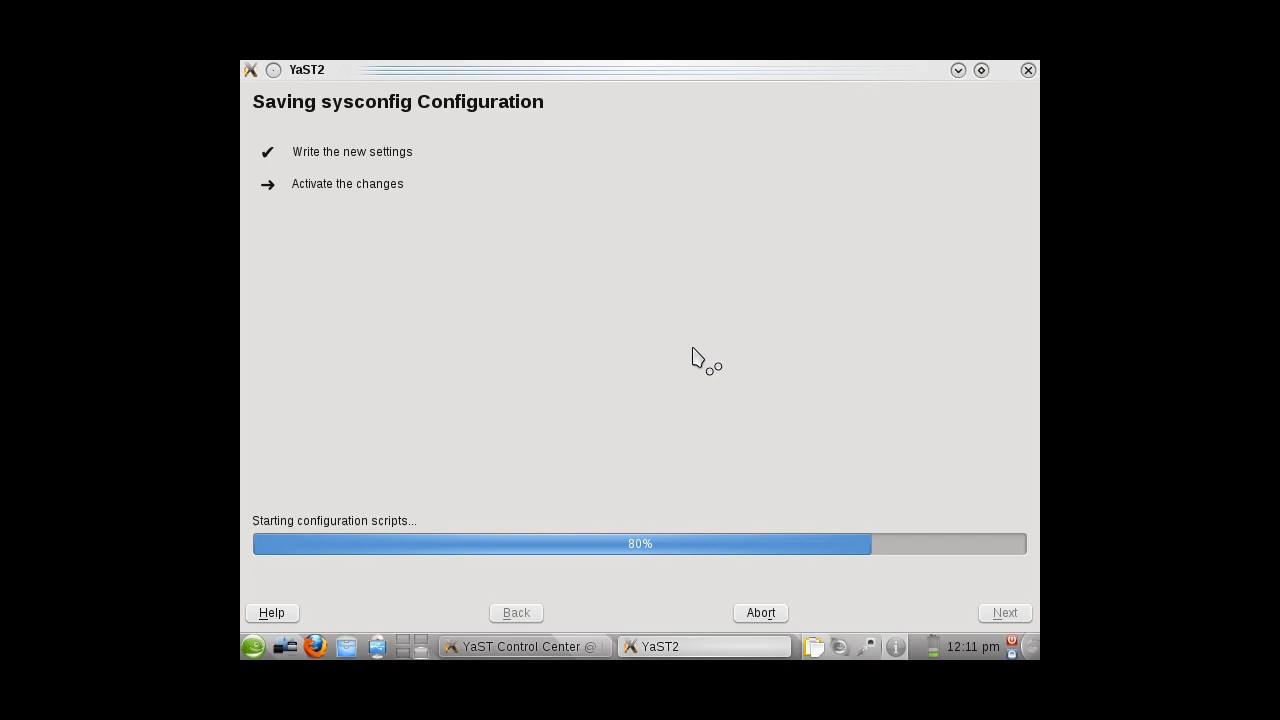 YaST2
Saving sysconfig Configuration
Write the new settings
Activate the changes
Starting configuration scripts...
80%
Help
Back
Abort
Next
YaST Control Center @
YaST2
12:11 pm